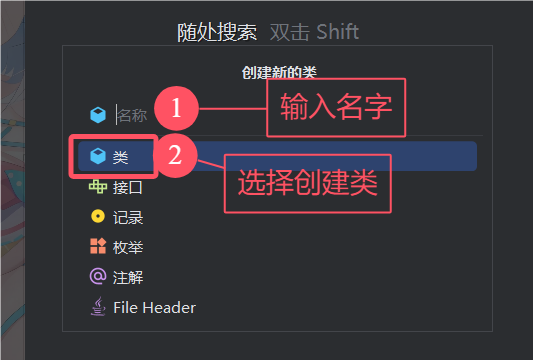 随处搜索 双击 Shift
创建新的类
名称
1
输入名字
类
2
选择创建类
接口
记录
枚举
注解
File Header